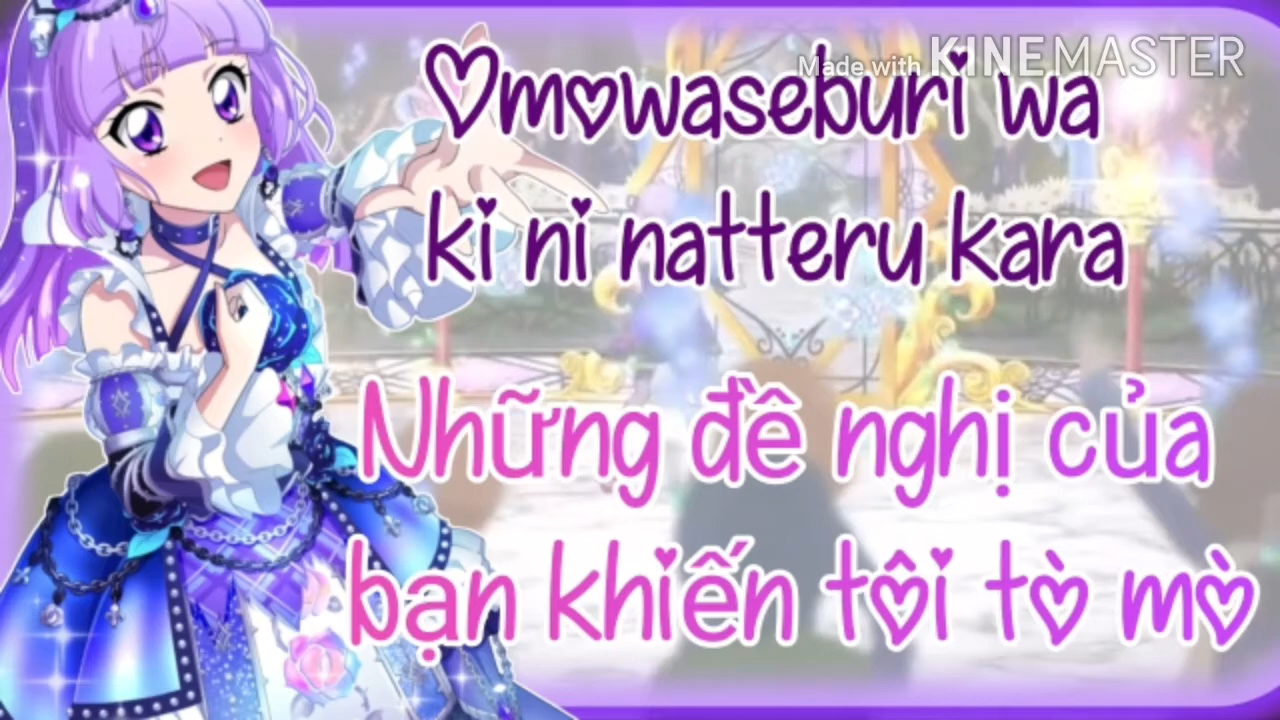 Made with KINEMASTER
Omowaseburi wa
ki ni natteru kara
Những đề nghị của
bạn khiến tôi tò mò